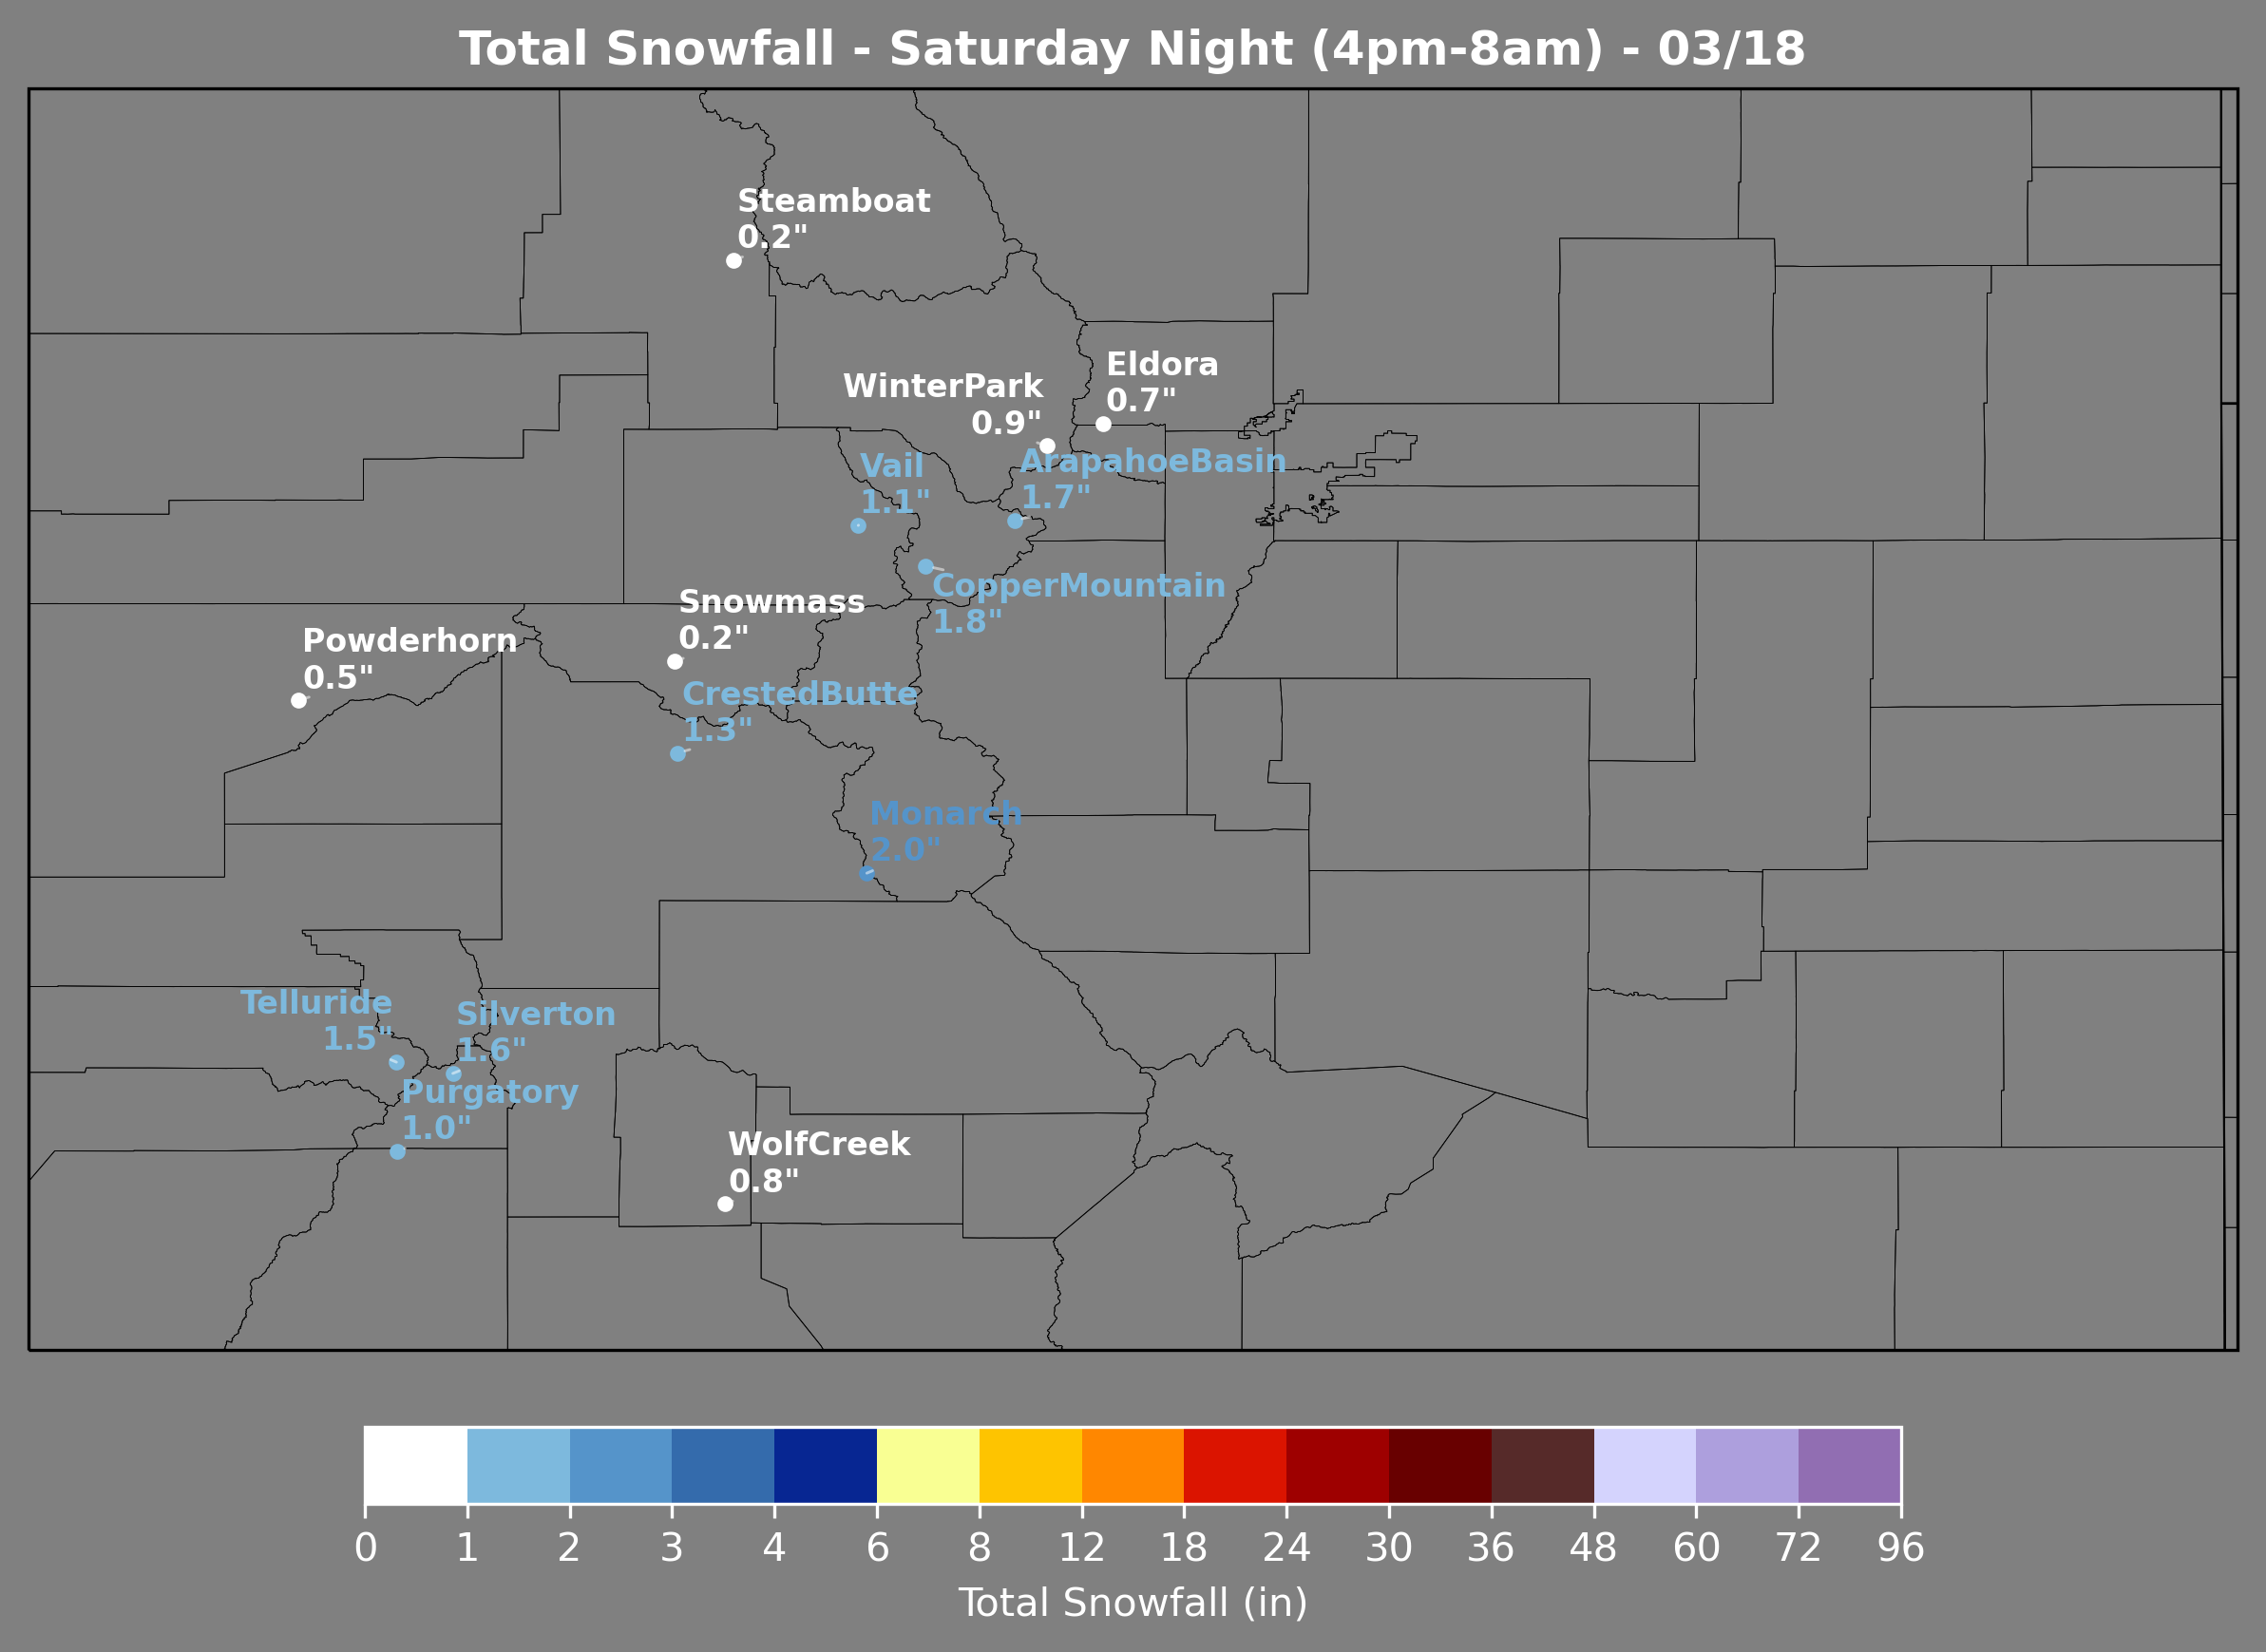 Total Snowfall - Saturday Night (4pm-8am) - 03/18
Steamboat
0.2"
Eldora
0.7"
WinterPark
0.9"
Vail
1.1"
ArapahoeBasin
1.7"
CopperMountain
1.8"
Snowmass
0.2"
Powderhorn
0.5"
CrestedButte
1.3"
Monarch
2.0"
Telluride
1.5"
Silverton
1.6"
Purgatory
1.0"
WolfCreek
0.8"
0 1 2 3 4 6 8 12 18 24 30 36 48 60 72 96
Total Snowfall (in)